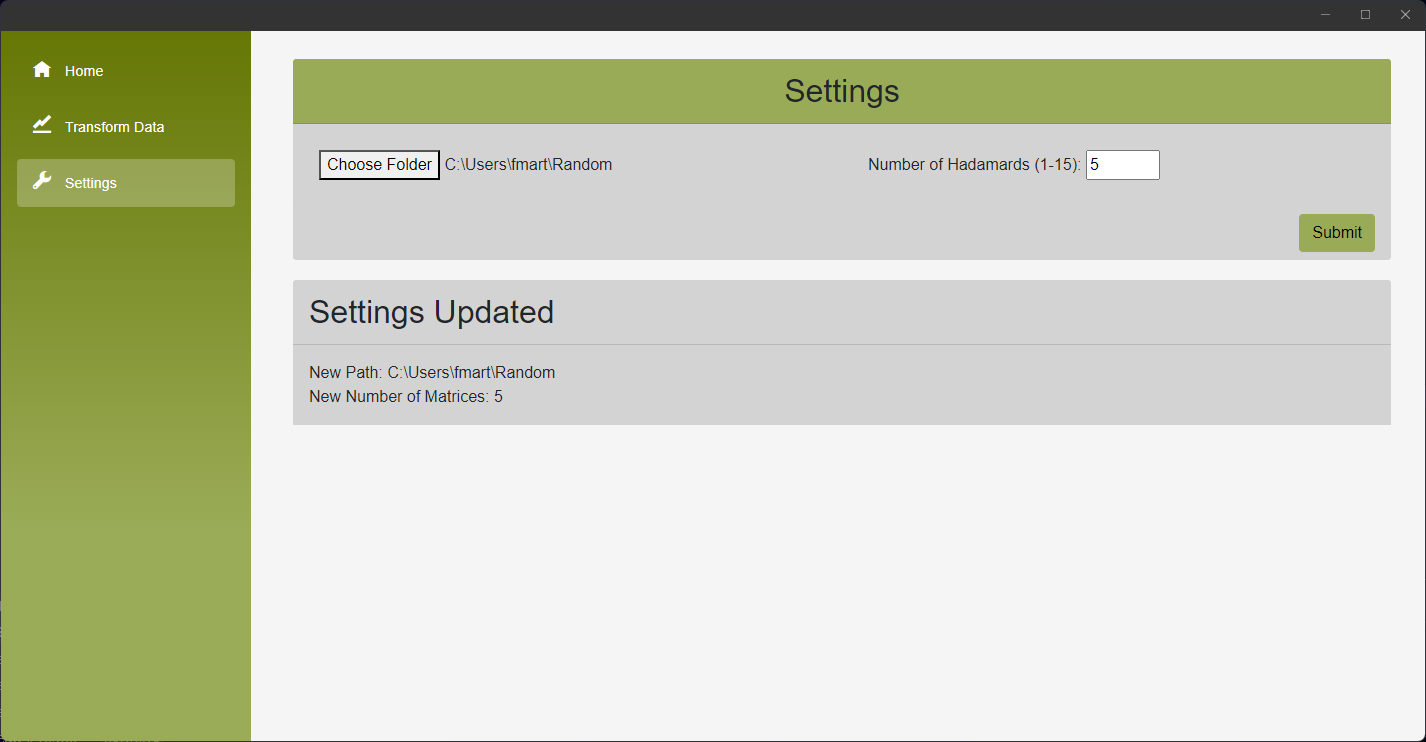 Home
Transform Data
Settings
Settings
Choose Folder C:\Users\fmart\Random
Number of Hadamards (1-15): 5
Submit
Settings Updated
New Path: C:\Users\fmart\Random
New Number of Matrices: 5